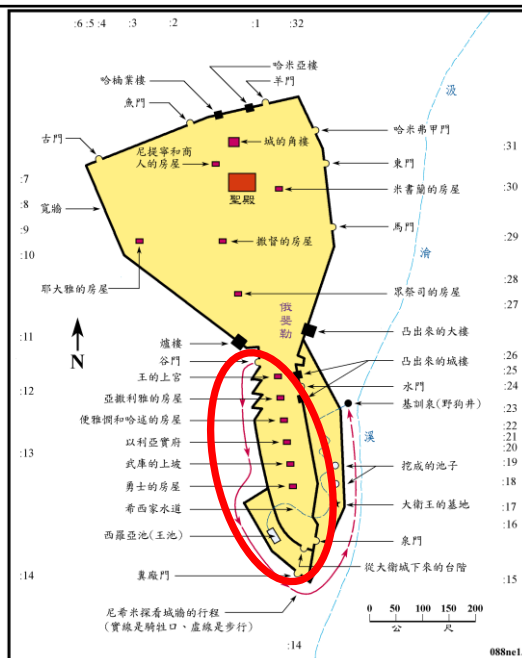 :6 :5 :4
:3
:2
:1
:32
哈米亞樓
羊門
哈楠業樓
魚門
古門
汲
哈米弗甲門
城的角樓
尼提寧和商
人的房屋
:31
東門
:7
聖殿
米書蘭的房屋
:30
:8
寬牆
:29
:9
馬門
:10
撒督的房屋
淪
耶大雅的房屋
:28
眾祭司的房屋
:27
俄斐勒
:11
爐樓
凸出來的大樓
N
谷門
凸出來的城樓
:26
:25
王的上宮
水門
:24
:12
亞撒利雅的房屋
基訓泉(野狗井)
:23
便雅憫和哈述的房屋
:22
溪
:21
以利亞實府
:20
:13
挖成的池子
:19
武庫的上坡
:18
勇士的房屋
大衛王的墓地
:17
希西家水道
:16
西羅亞池(王池)
泉門
從大衛城下來的台階
:14
糞廠門
:15
尼希米探看城牆的行程
(實線是騎牲口、虛線是步行)
0 50 100 150 200
公 尺
:14
088ne1